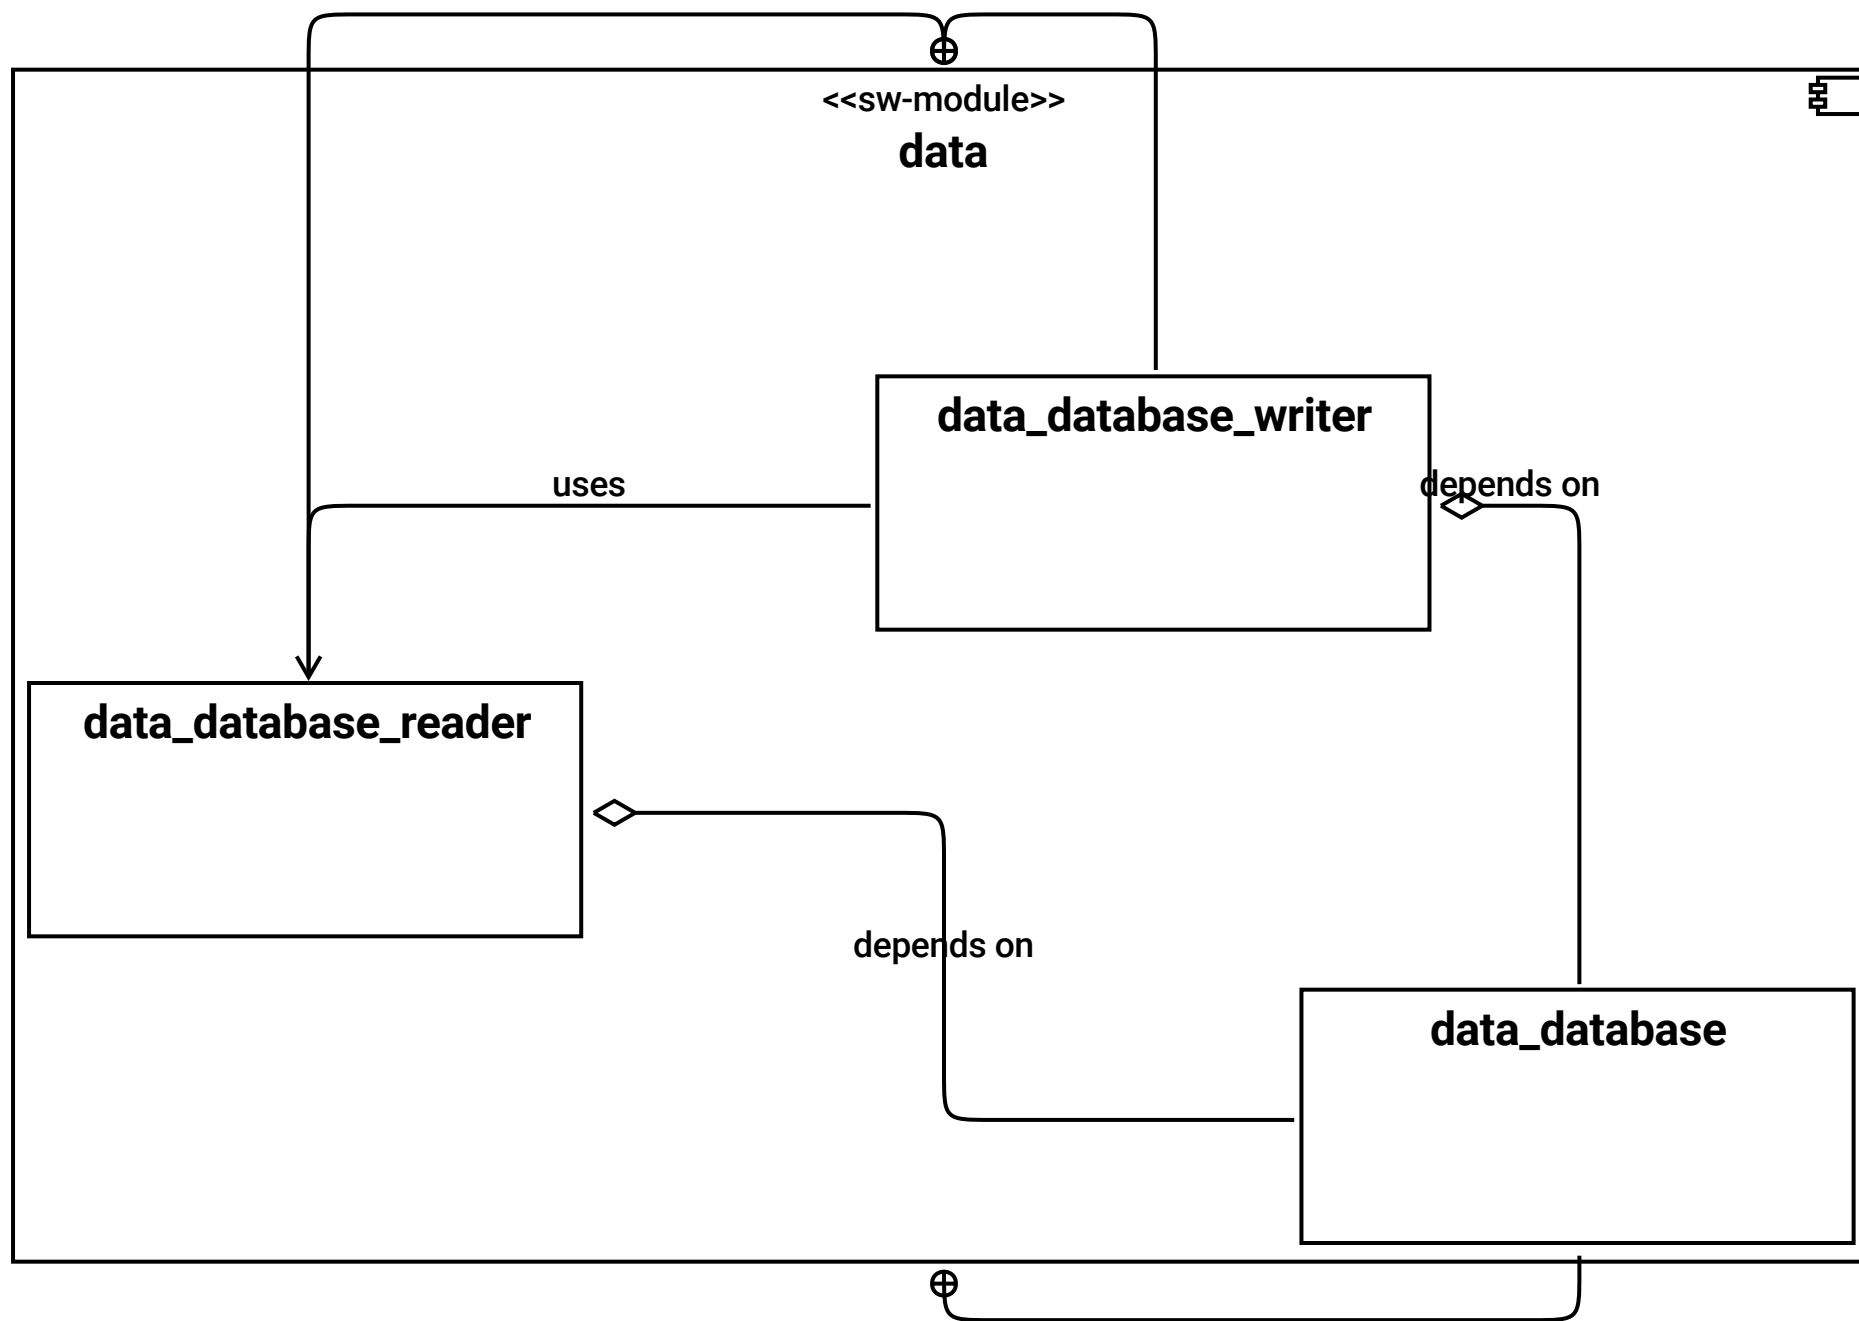 <<sw-module>>
data
data_database_writer
uses
depends on
data_database_reader
depends on
data_database